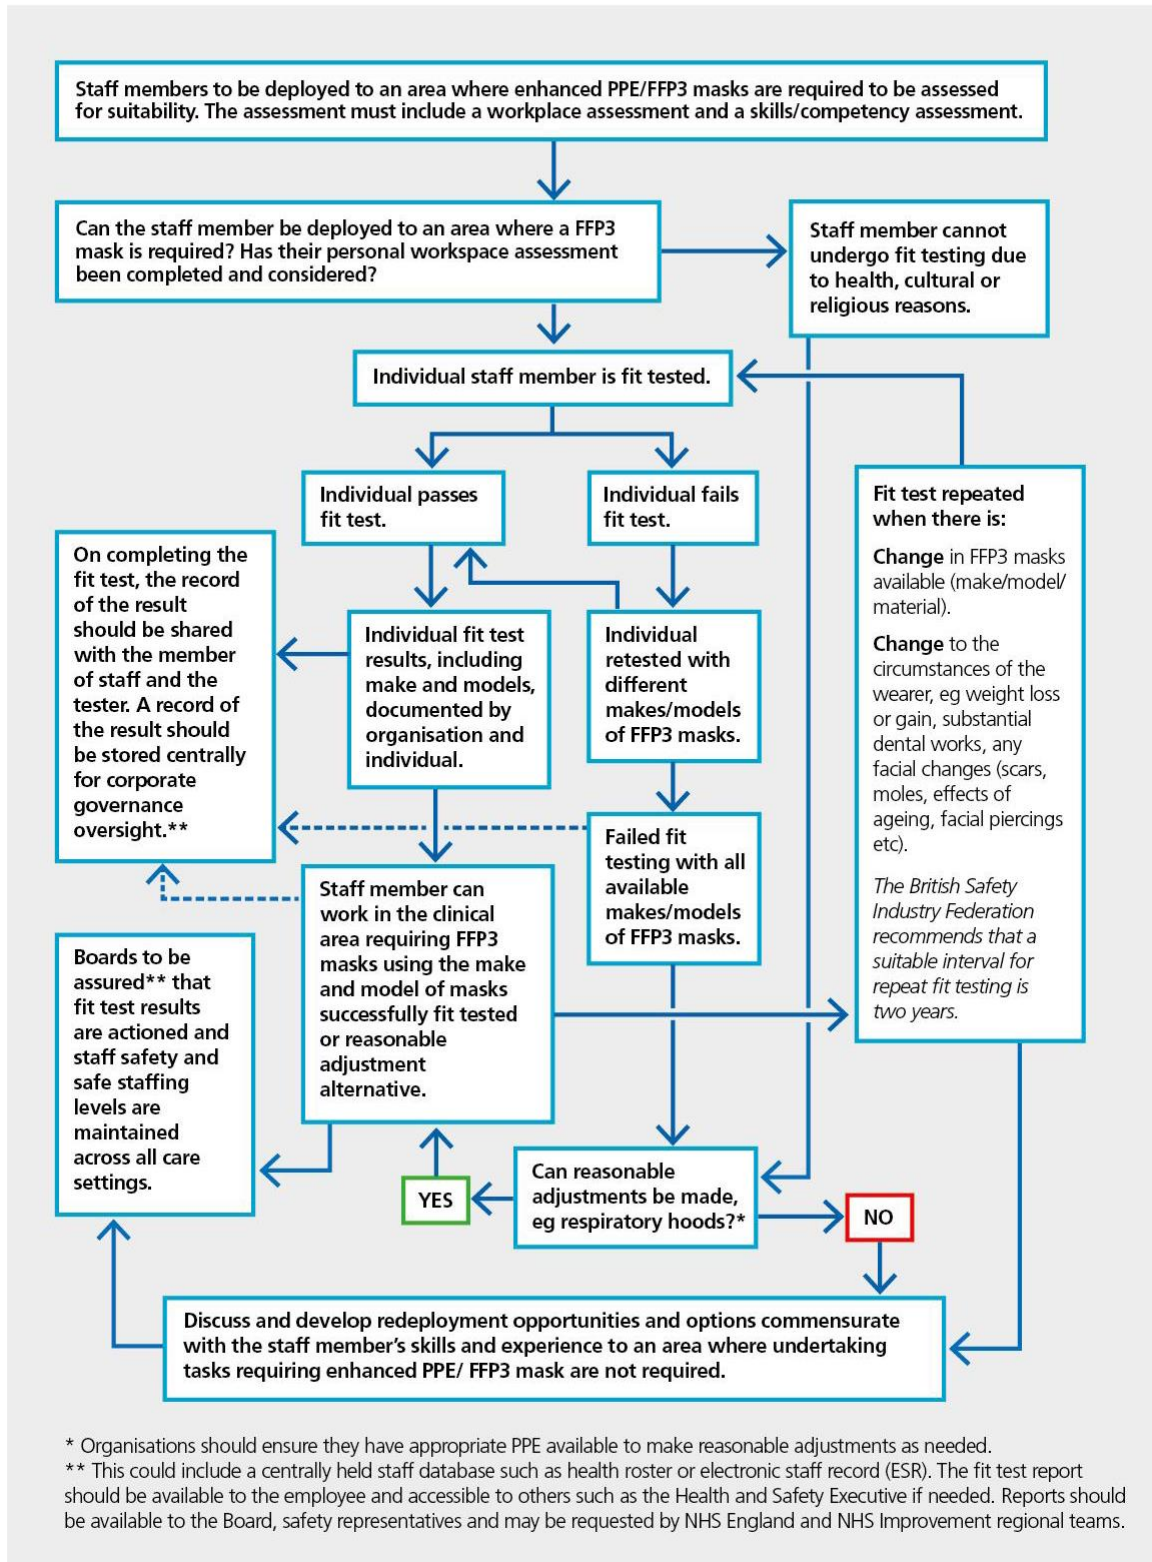 Staff members to be deployed to an area where enhanced PPE/FFP3 masks are required to be assessed
for suitability. The assessment must include a workplace assessment and a skills/competency assessment.
Can the staff member be deployed to an area where a FFP3
mask is required? Has their personal workspace assessment
been completed and considered?
Staff member cannot
undergo fit testing due
to health, cultural or
religious reasons.
Individual staff member is fit tested.
Individual passes
fit test.
Individual fails
fit test.
Fit test repeated
when there is:
Change in FFP3 masks
available (make/model/
material).
Change to the
circumstances of the
wearer, eg weight loss
or gain, substantial
dental works, any
facial changes (scars,
moles, effects of
ageing, facial piercings
etc).
The British Safety
Industry Federation
recommends that a
suitable interval for
repeat fit testing is
two years.
On completing the
fit test, the record
of the result
should be shared
with the member
of staff and the
tester. A record of
the result should
be stored centrally
for corporate
governance
oversight.**
Individual fit test
results, including
make and models,
documented by
organisation and
individual.
Individual
retested with
different
makes/models
of FFP3 masks.
Failed fit
testing with all
available
makes/models
of FFP3 masks.
Staff member can
work in the clinical
area requiring FFP3
masks using the make
and model of masks
successfully fit tested
or reasonable
adjustment
alternative.
Boards to be
assured** that
fit test results
are actioned and
staff safety and
safe staffing
levels are
maintained
across all care
settings.
YES
Can reasonable
adjustments be made,
eg respiratory hoods?*
NO
Discuss and develop redeployment opportunities and options commensurate
with the staff member's skills and experience to an area where undertaking
tasks requiring enhanced PPE/ FFP3 mask are not required.
* Organisations should ensure they have appropriate PPE available to make reasonable adjustments as needed.
** This could include a centrally held staff database such as health roster or electronic staff record (ESR). The fit test report
should be available to the employee and accessible to others such as the Health and Safety Executive if needed. Reports should
be available to the Board, safety representatives and may be requested by NHS England and NHS Improvement regional teams.